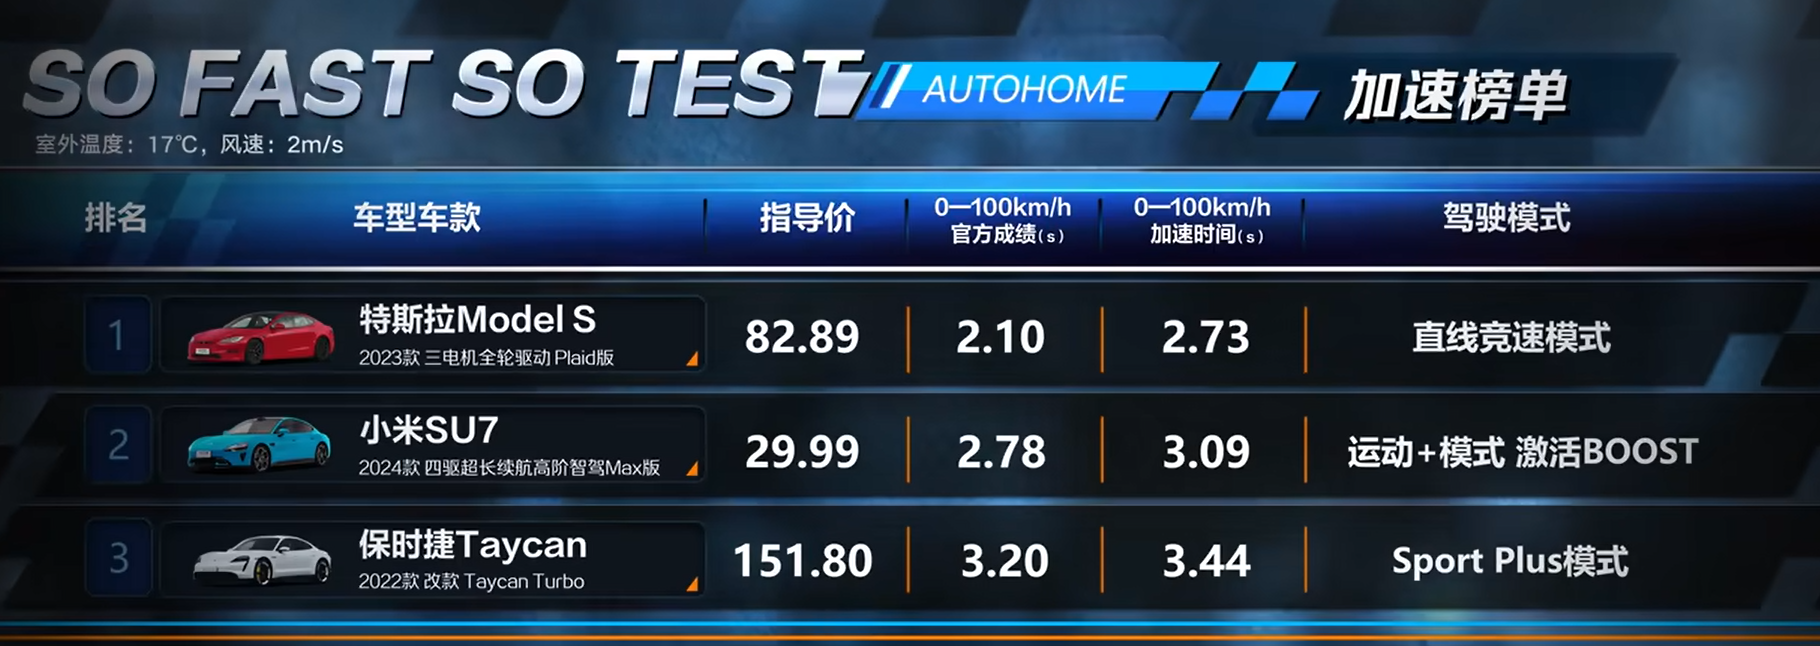 SO FAST SO TEST AUTOHOME 加速榜单
室外温度：17℃，风速：2m/s
排名 车型车款 指导价 0—100km/h 官方成绩(s) 0—100km/h 加速时间(s) 驾驶模式
1 特斯拉Model S 82.89 2.10 2.73 直线竞速模式
2023款 三电机全轮驱动 Plaid版
2 小米SU7 29.99 2.78 3.09 运动+模式 激活BOOST
2024款 四驱超长续航高阶智驾Max版
3 保时捷Taycan 151.80 3.20 3.44 Sport Plus模式
2022款 改款 Taycan Turbo